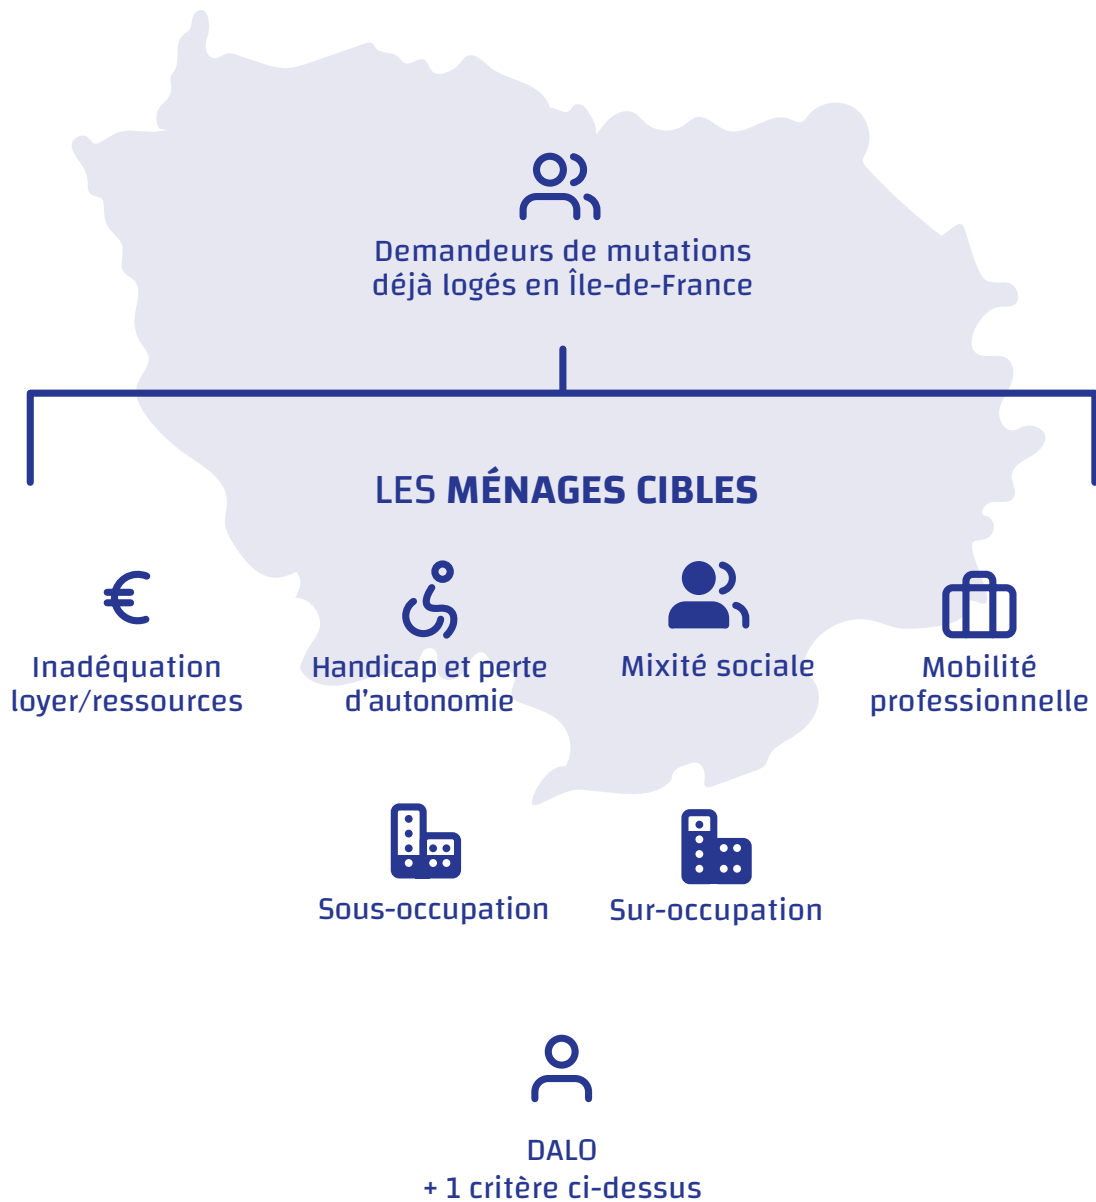 Demandeurs de mutations
déjà logés en Île-de-France
LES MÉNAGES CIBLES
Inadéquation
loyer/ressources
Handicap et perte
d'autonomie
Mixité sociale
Mobilité
professionnelle
Sous-occupation
Sur-occupation
DALO
+ 1 critère ci-dessus